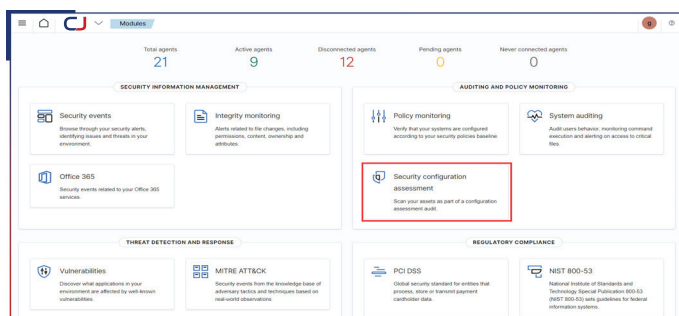 CJ Modules g
Total agents Active agents Disconnected agents Pending agents Never connected agents
21 9 12 0 0
SECURITY INFORMATION MANAGEMENT
Security events
Browse through your security alerts,
identifying issues and threats in your
environment.
Integrity monitoring
Alerts related to file changes, including
permissions, content, ownership and
attributes.
Office 365
Security events related to your Office 365
services.
AUDITING AND POLICY MONITORING
Policy monitoring
Verify that your systems are configured
according to your security policies baseline.
System auditing
Audit users behavior, monitoring command
execution and alerting on access to critical
files.
Security configuration
assessment
Scan your assets as part of a configuration
assessment audit.
THREAT DETECTION AND RESPONSE
Vulnerabilities
Discover what applications in your
environment are affected by well-known
vulnerabilities.
MITRE ATT&CK
Security events from the knowledge base of
adversary tactics and techniques based on
real-world observations
REGULATORY COMPLIANCE
PCI DSS
Global security standard for entities that
process, store or transmit payment
cardholder data.
NIST 800-53
National Institute of Standards and
Technology Special Publication 800-53
(NIST 800-53) sets guidelines for federal
information systems.